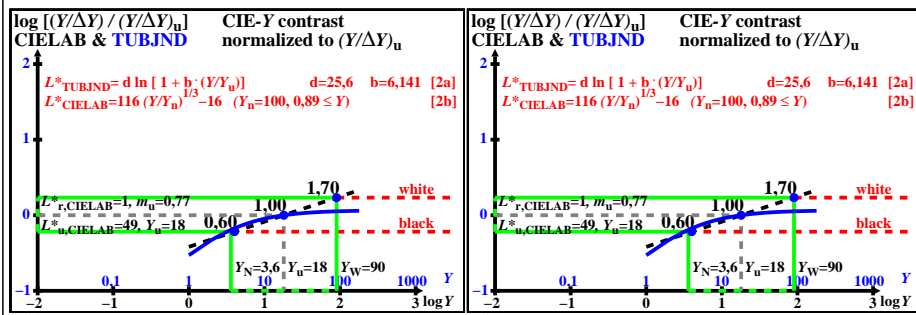 log [(Y/ΔY) / (Y/ΔY)u] CIE-Y contrast
CIELAB & TUBJND normalized to (Y/ΔY)u
2
L*TUBJND= d ln [ 1 + b·(Y/Yu)] d=25,6 b=6,141 [2a]
L*CIELAB=116 (Y/Yn)^1/3−16 (Yn=100, 0,89 ≤ Y) [2b]
1
1,70
white
L*r,CIELAB=1, mu=0,77
1,00
0
L*u,CIELAB=49, Yu=18
0,60
black
YN=3,6 Yu=18 YW=90
0,1 1 10 100 1000 Y
−1
−2 −1 0 1 2 3 log Y
log [(Y/ΔY) / (Y/ΔY)u] CIE-Y contrast
CIELAB & TUBJND normalized to (Y/ΔY)u
2
L*TUBJND= d ln [ 1 + b·(Y/Yu)] d=25,6 b=6,141 [2a]
L*CIELAB=116 (Y/Yn)^1/3−16 (Yn=100, 0,89 ≤ Y) [2b]
1
1,70
white
L*r,CIELAB=1, mu=0,77
1,00
0
L*u,CIELAB=49, Yu=18
0,60
black
YN=3,6 Yu=18 YW=90
0,1 1 10 100 1000 Y
−1
−2 −1 0 1 2 3 log Y